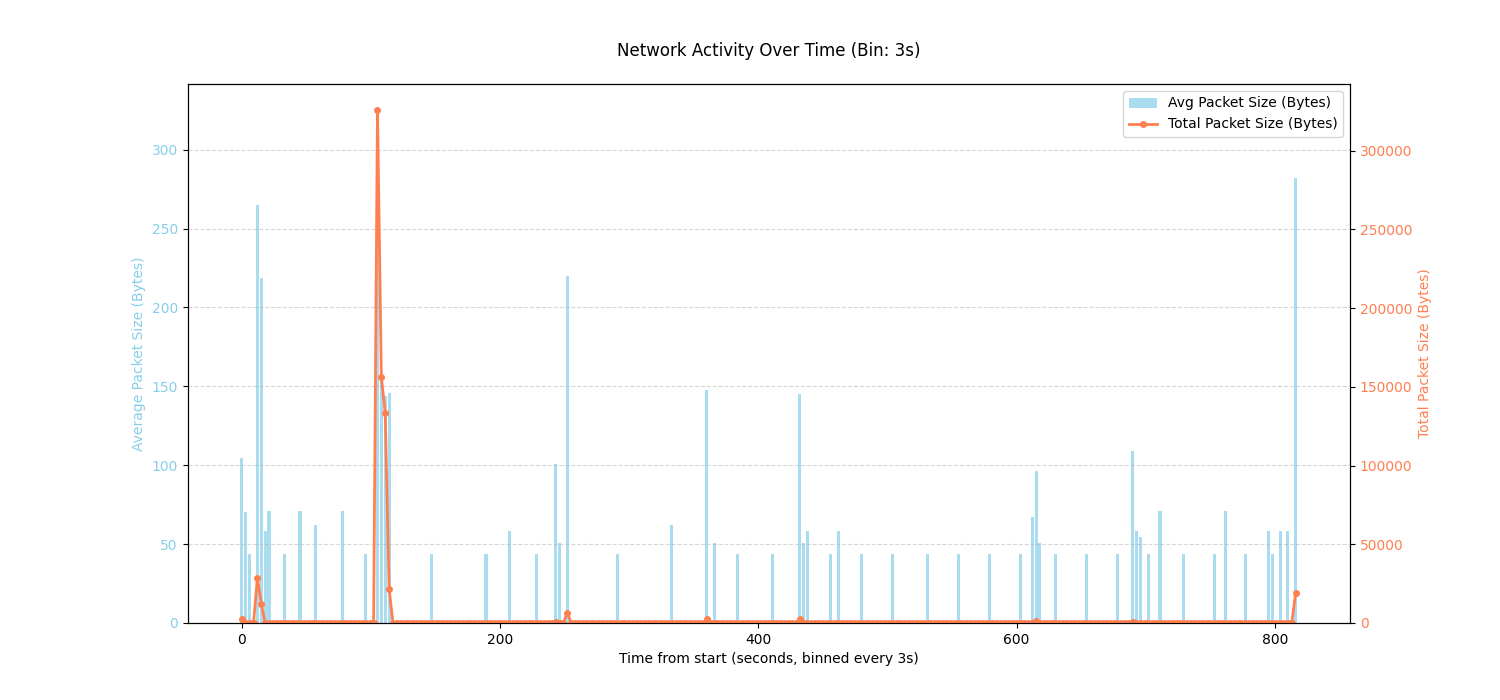 Network Activity Over Time (Bin: 3s)
Avg Packet Size (Bytes)
Total Packet Size (Bytes)
Average Packet Size (Bytes)
300
250
200
150
100
50
0
300000
250000
200000
150000
100000
50000
0
Total Packet Size (Bytes)
0 200 400 600 800
Time from start (seconds, binned every 3s)